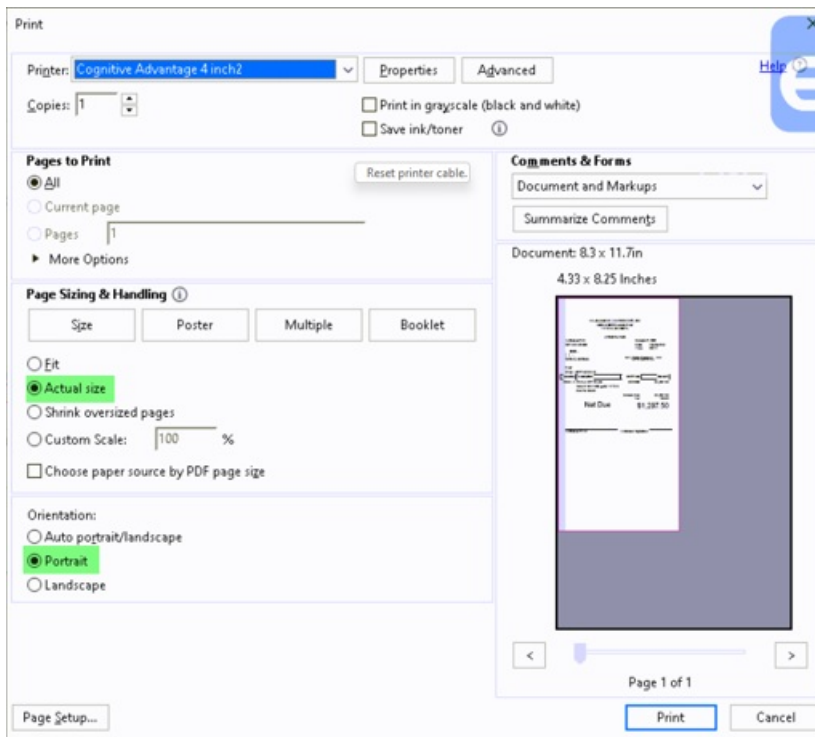 Print
Printer: Cognitive Advantage 4 inch2 Properties Advanced Help
Copies: 1 Print in grayscale (black and white)
Save ink/toner
Pages to Print
Reset printer cable.
All
Current page
Pages 1
More Options
Comments & Forms
Document and Markups
Summarize Comments
Page Sizing & Handling
Size Poster Multiple Booklet
Fit
Actual size
Shrink oversized pages
Custom Scale: 100 %
Choose paper source by PDF page size
Orientation:
Auto portrait/landscape
Portrait
Landscape
Document: 8.3 x 11.7in
4.33 x 8.25 Inches
Net Due $1,287.50
< >
Page 1 of 1
Page Setup... Print Cancel